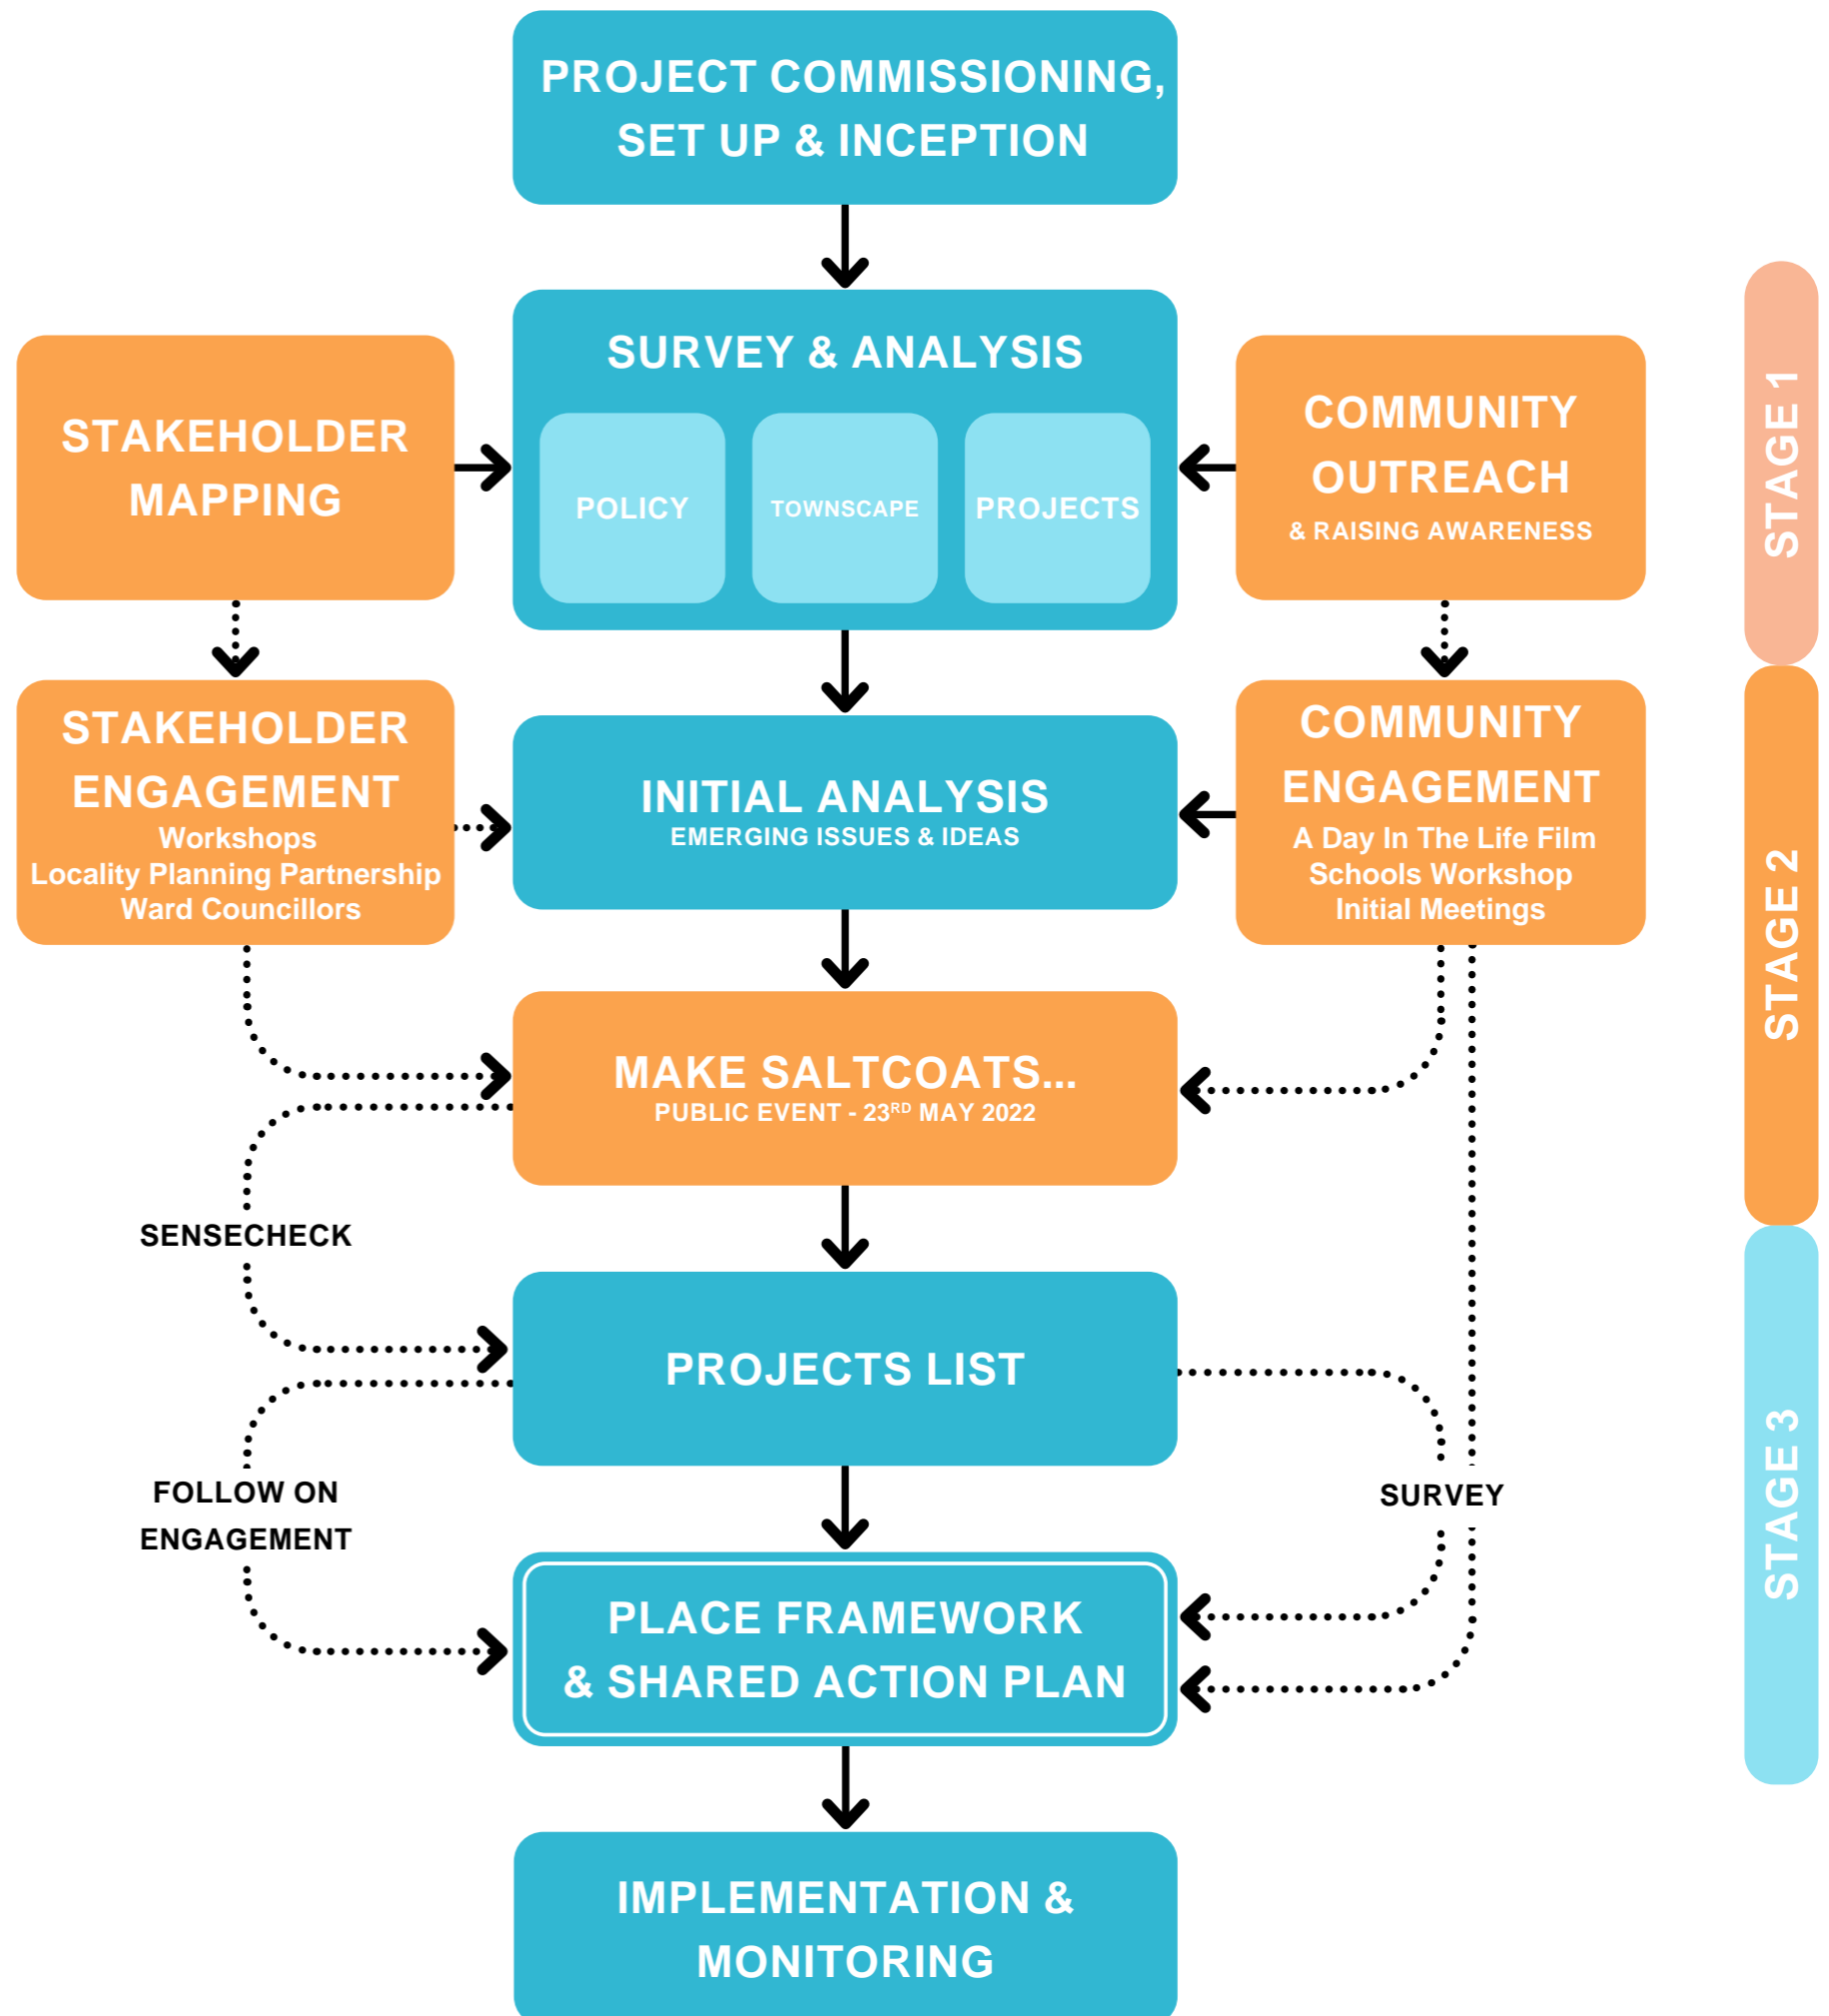 PROJECT COMMISSIONING,
SET UP & INCEPTION
SURVEY & ANALYSIS
POLICY
TOWNSCAPE
PROJECTS
STAKEHOLDER
MAPPING
COMMUNITY
OUTREACH
& RAISING AWARENESS
STAGE 1
STAKEHOLDER
ENGAGEMENT
Workshops
Locality Planning Partnership
Ward Councillors
INITIAL ANALYSIS
EMERGING ISSUES & IDEAS
COMMUNITY
ENGAGEMENT
A Day In The Life Film
Schools Workshop
Initial Meetings
STAGE 2
MAKE SALTCOATS...
PUBLIC EVENT - 23RD MAY 2022
SENSECHECK
PROJECTS LIST
FOLLOW ON
ENGAGEMENT
SURVEY
STAGE 3
PLACE FRAMEWORK
& SHARED ACTION PLAN
IMPLEMENTATION &
MONITORING